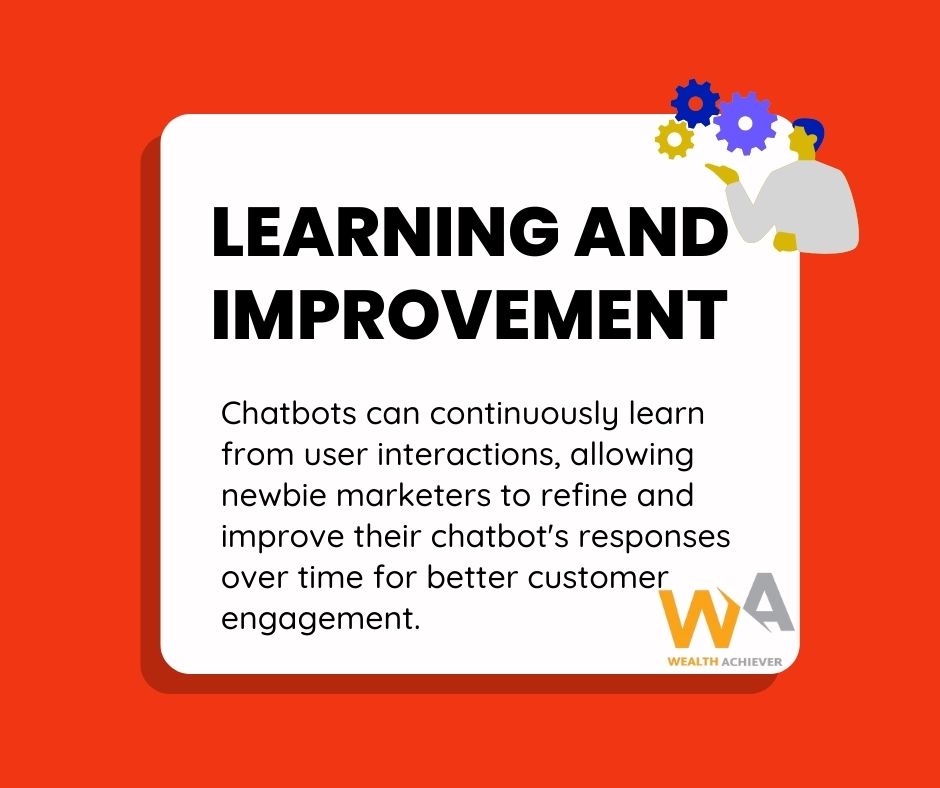 LEARNING AND
IMPROVEMENT
Chatbots can continuously learn
from user interactions, allowing
newbie marketers to refine and
improve their chatbot's responses
over time for better customer
engagement.
WA
WEALTH ACHIEVER